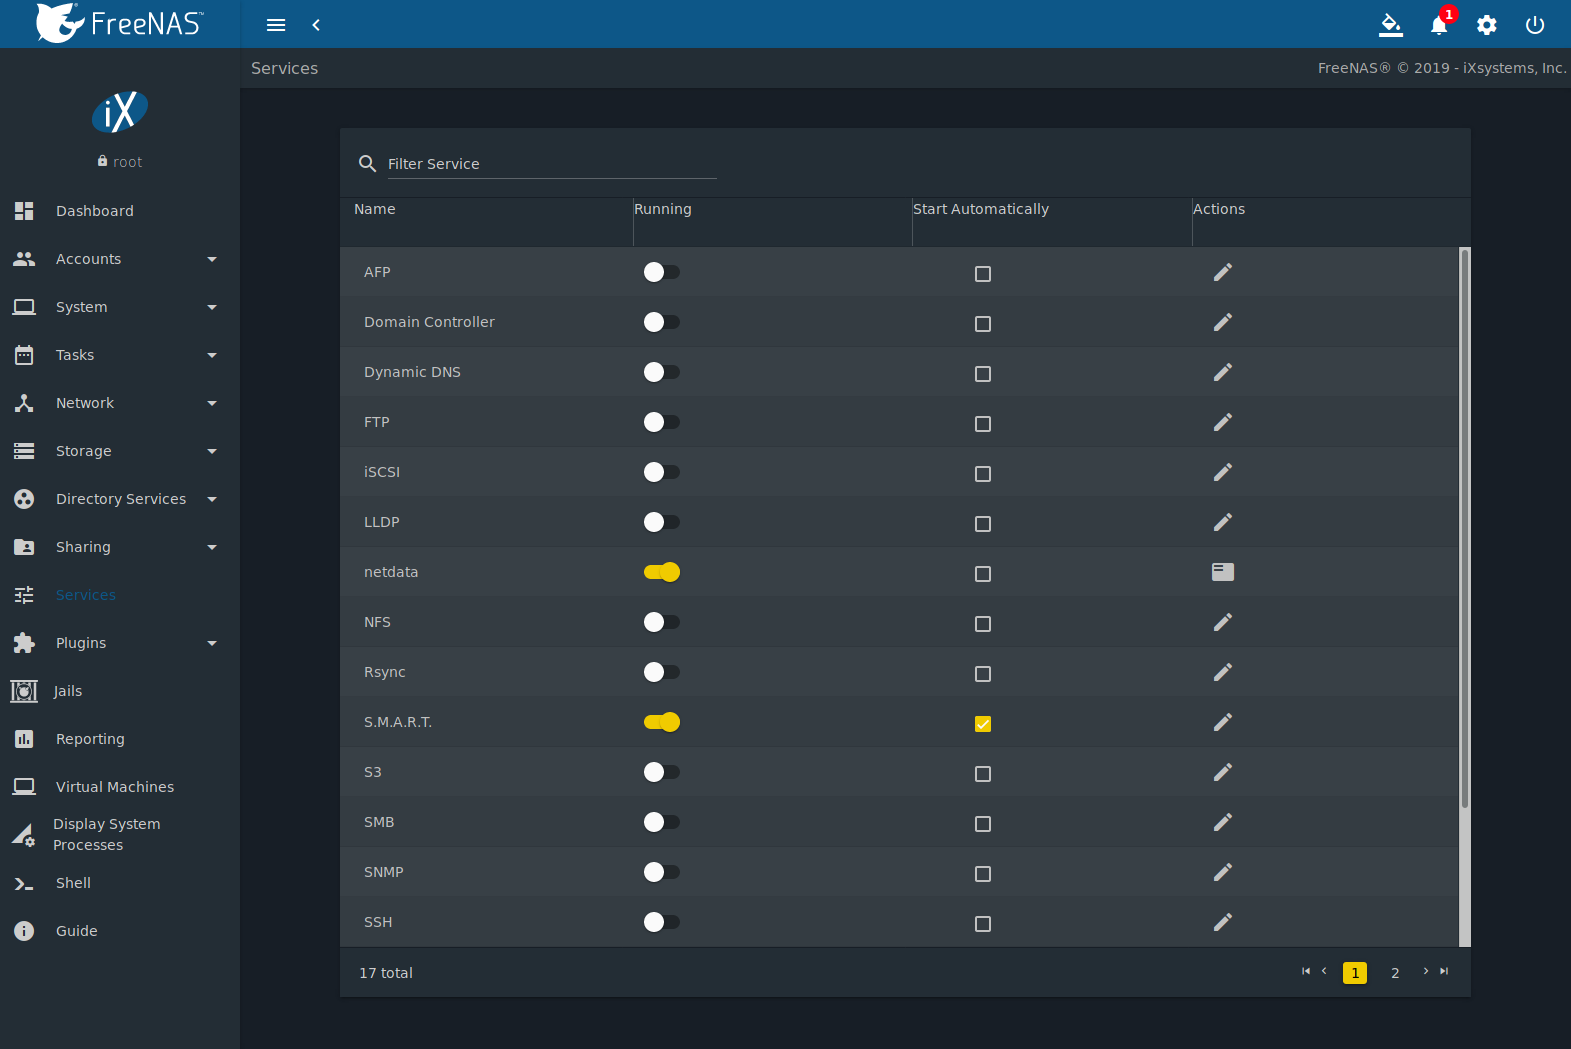 FreeNAS™
1
Services
FreeNAS® © 2019 - iXsystems, Inc.
iX
root
Dashboard
Accounts
System
Tasks
Network
Storage
Directory Services
Sharing
Services
Plugins
Jails
Reporting
Virtual Machines
Display System
Processes
Shell
Guide
Filter Service
Name Running Start Automatically Actions
AFP
Domain Controller
Dynamic DNS
FTP
iSCSI
LLDP
netdata
NFS
Rsync
S.M.A.R.T.
S3
SMB
SNMP
SSH
17 total
1 2